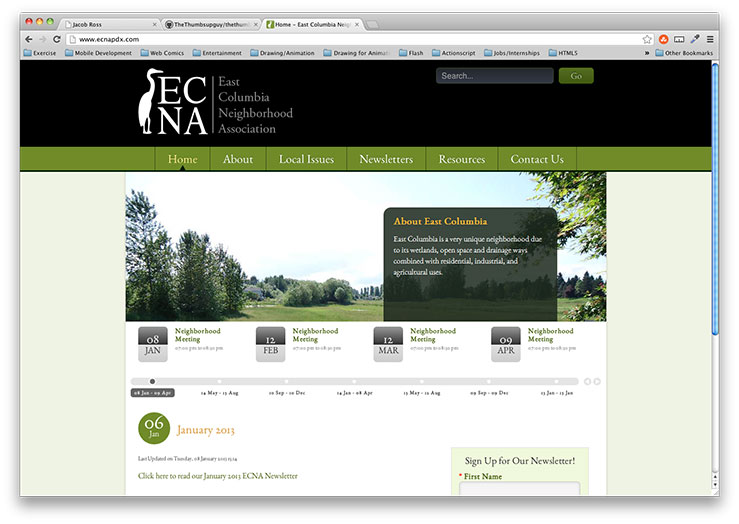 Jacob Ross
TheThumbsupguy/thethum
Home - East Columbia Neig
www.ecnapdx.com
Exercise
Mobile Development
Web Comics
Entertainment
Drawing/Animation
Drawing for Animat
Flash
Actionscript
Jobs/Internships
HTML5
»
Other Bookmarks
EC
NA
East
Columbia
Neighborhood
Association
Search...
Go
Home
About
Local Issues
Newsletters
Resources
Contact Us
About East Columbia
East Columbia is a very unique neighborhood due
to its wetlands, open space and drainage ways
combined with residential, industrial, and
agricultural uses.
08
JAN
Neighborhood
Meeting
07:00 pm to 08:30 pm
12
FEB
Neighborhood
Meeting
07:00 pm to 08:30 pm
12
MAR
Neighborhood
Meeting
07:00 pm to 08:30 pm
09
APR
Neighborhood
Meeting
07:00 pm to 08:30 pm
08 Jan - 09 Apr
14 May - 13 Aug
10 Sep - 10 Dec
14 Jan - 08 Apr
13 May - 12 Aug
09 Sep - 09 Dec
13 Jan - 13 Jan
06
Jan
January 2013
Last Updated on Tuesday, 08 January 2013 15:14
Click here to read our January 2013 ECNA Newsletter
Sign Up for Our Newsletter!
* First Name